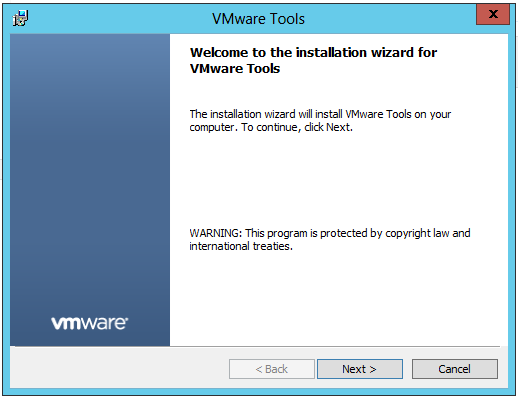 VMware Tools
x
Welcome to the installation wizard for
VMware Tools
The installation wizard will install VMware Tools on your
computer. To continue, click Next.
WARNING: This program is protected by copyright law and
international treaties.
vmware®
< Back
Next >
Cancel